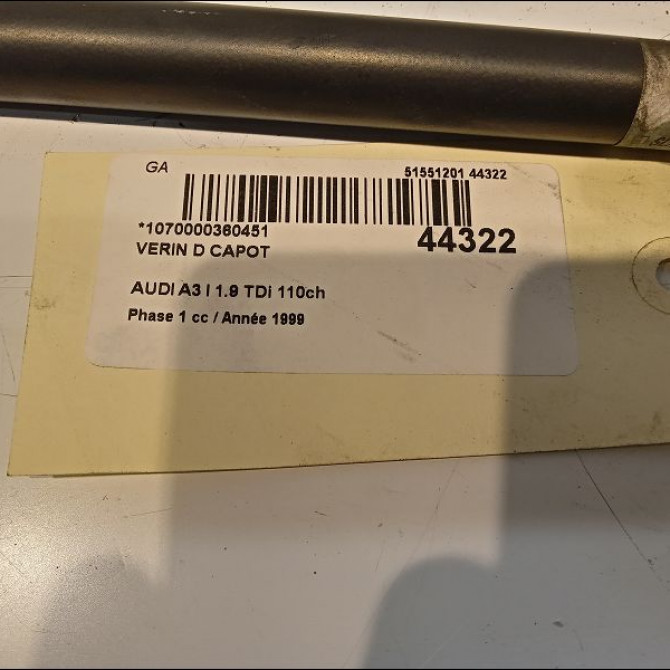 GA
51551201 44322
*1070000360451
44322
VERIN D CAPOT
AUDI A3 I 1.9 TDi 110ch
Phase 1 cc / Année 1999